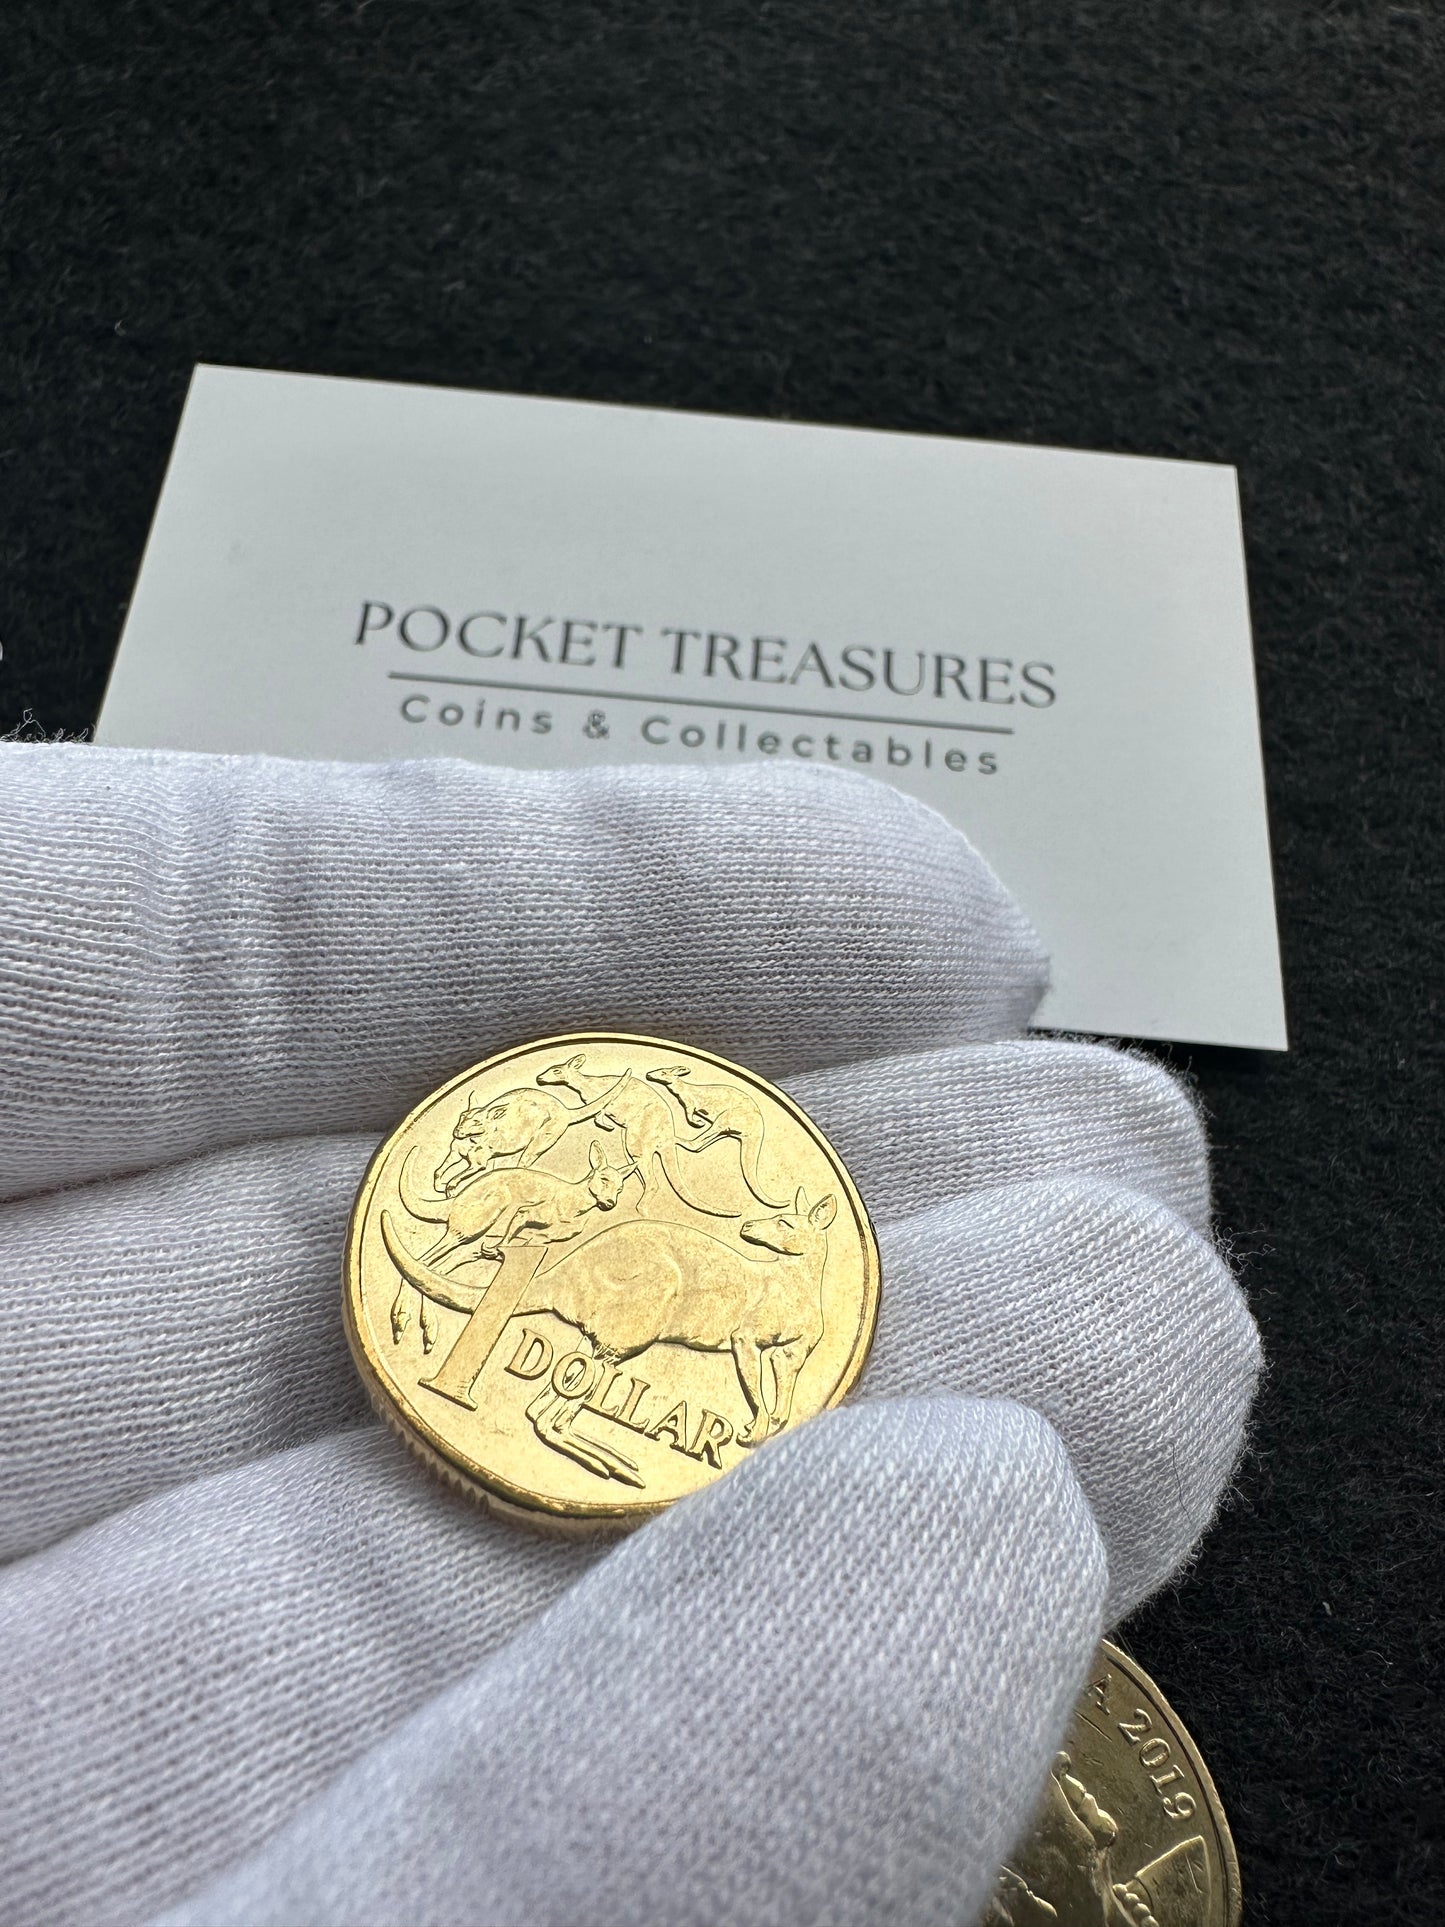 POCKET TREASURES
Coins & Collectables
1
DOLLAR
A 2019